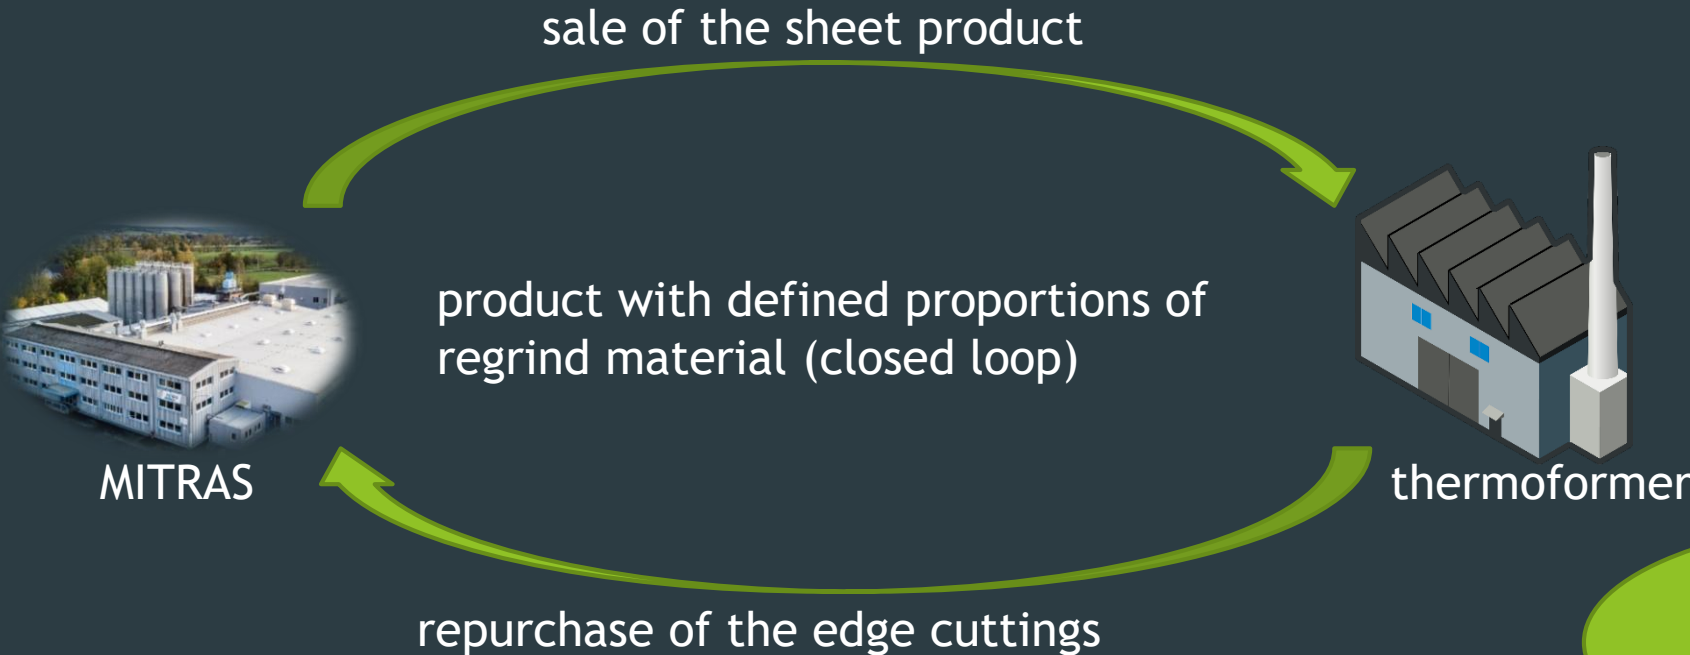 sale of the sheet product
product with defined proportions of
regrind material (closed loop)
MITRAS
thermoformer
repurchase of the edge cuttings